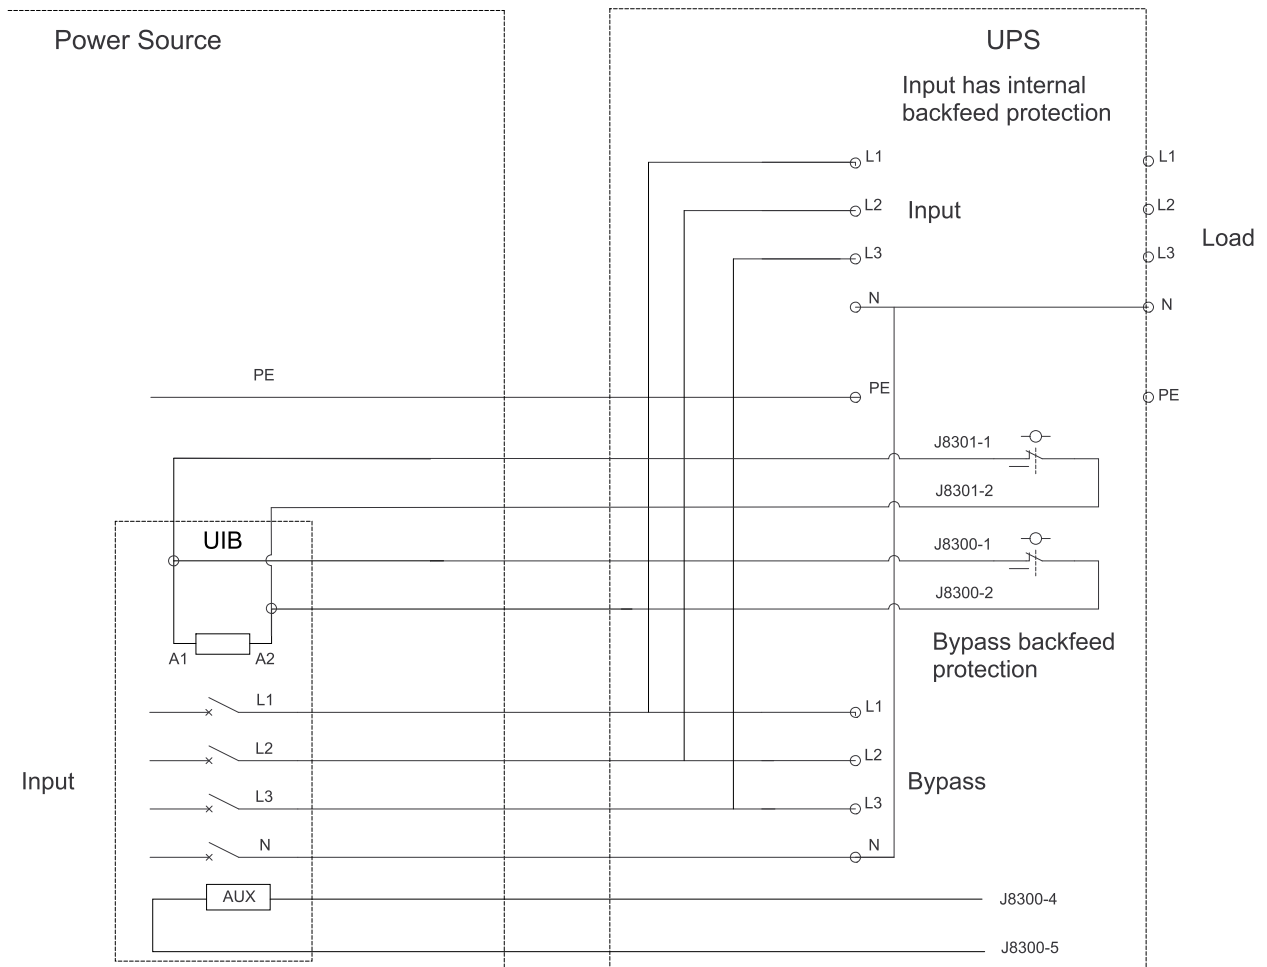 Power Source
UPS
Input has internal
backfeed protection
L1
L1
L2
Input
L2
L3
L3
Load
N
N
PE
PE
PE
J8301-1
J8301-2
UIB
J8300-1
J8300-2
A1
A2
Bypass backfeed
protection
L1
L1
L2
L2
Input
Bypass
L3
L3
N
N
AUX
J8300-4
J8300-5